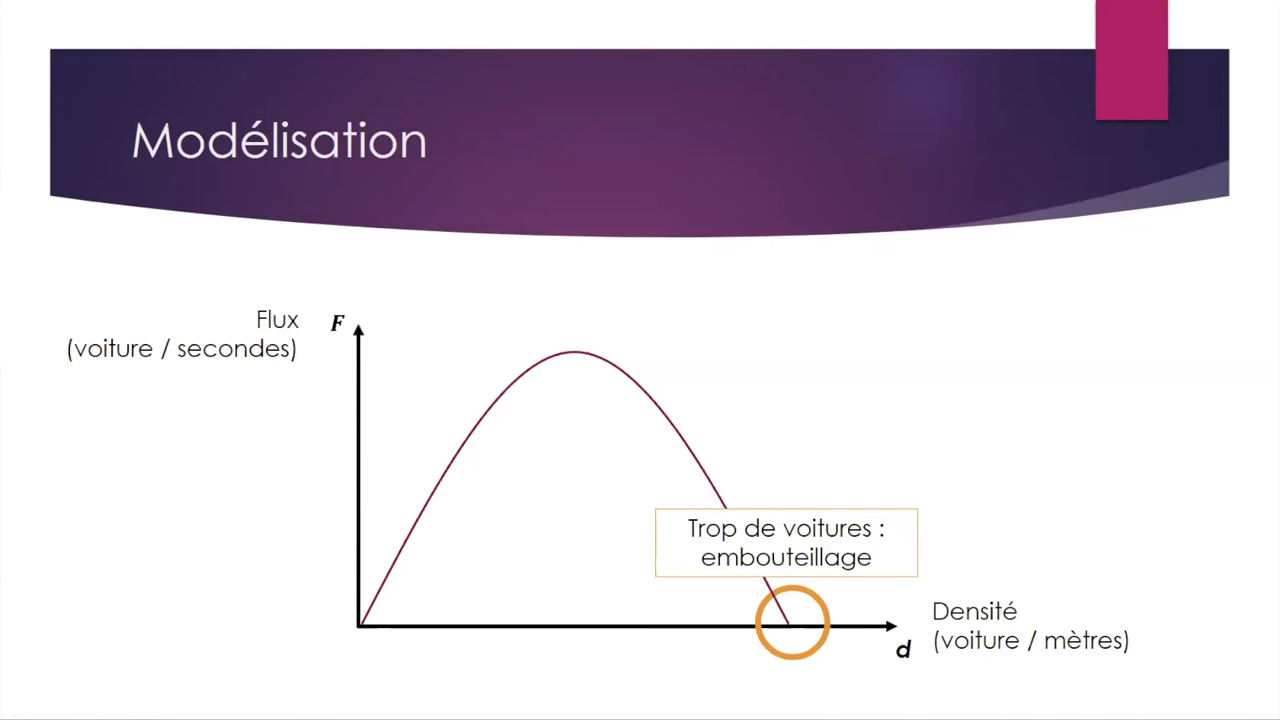 Modélisation
Flux
(voiture / secondes)
F
Trop de voitures :
embouteillage
Densité
(voiture / mètres)
d